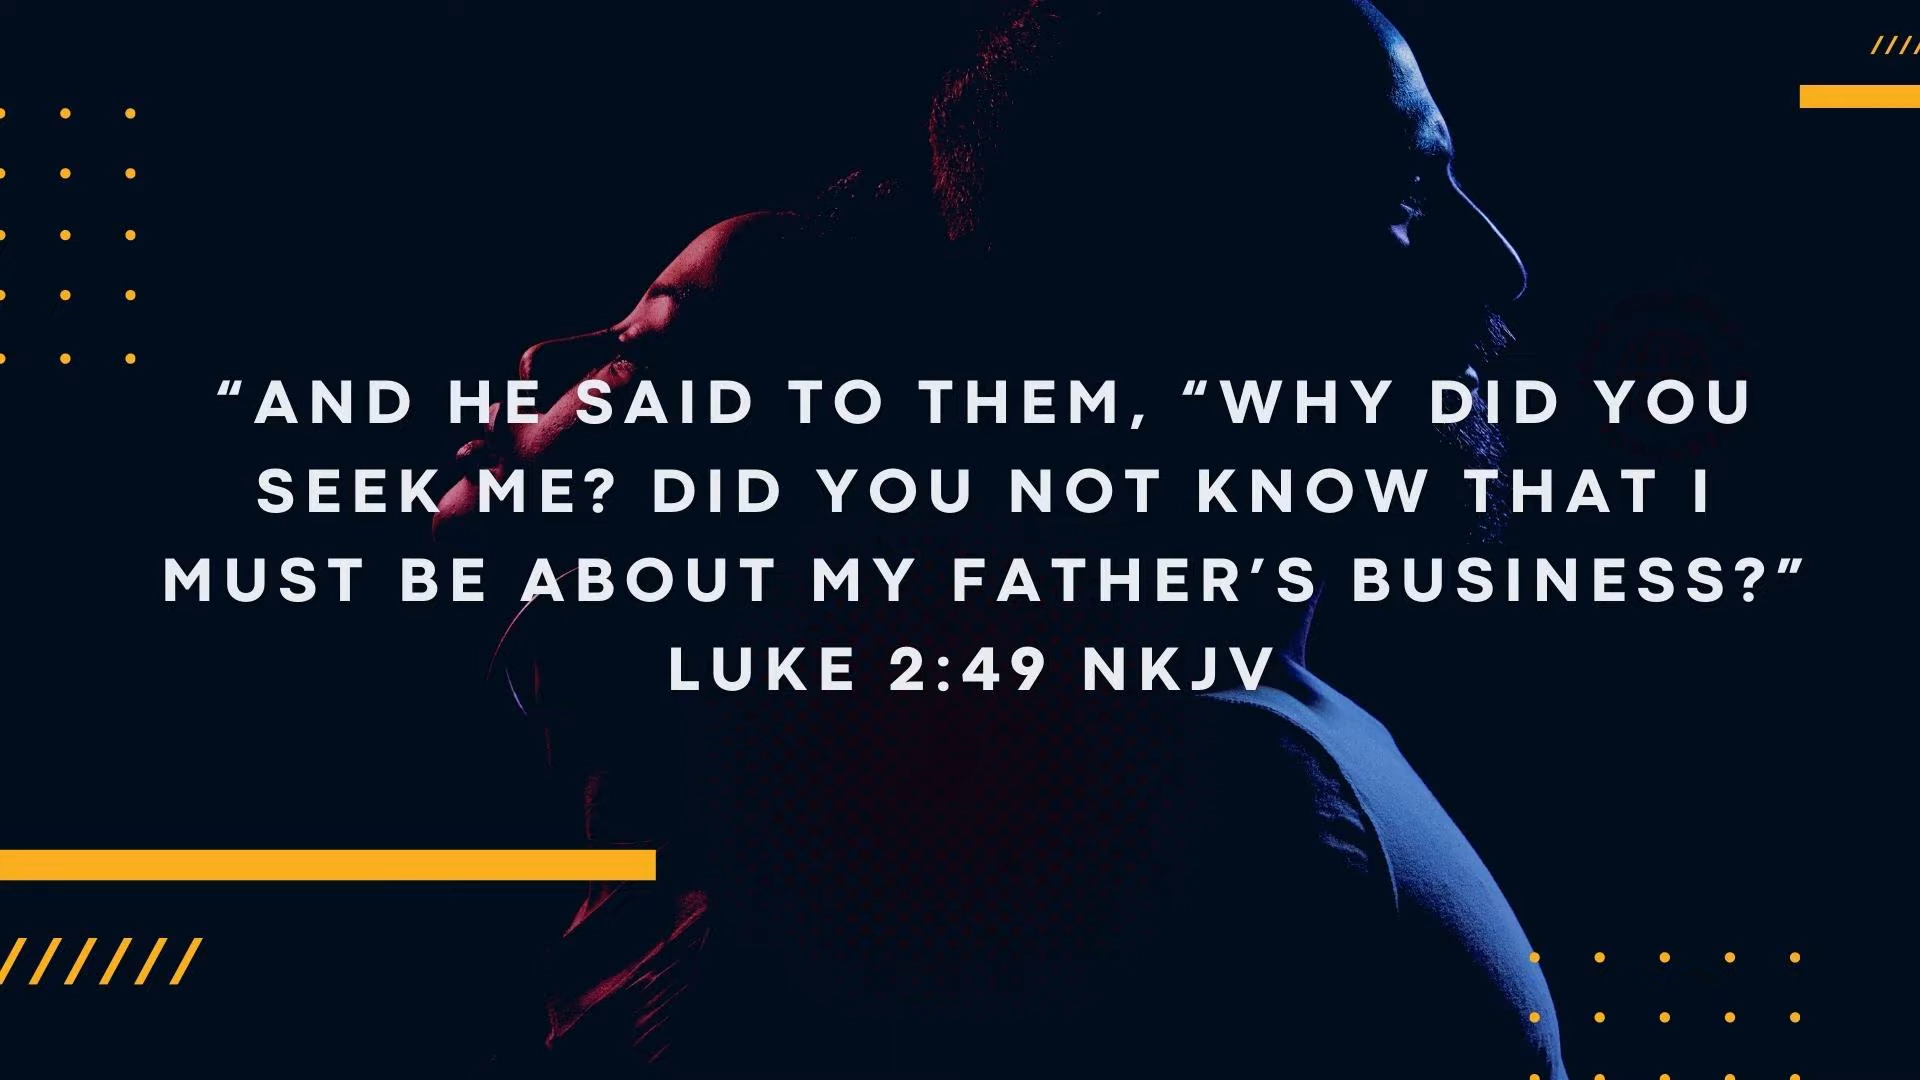 “AND HE SAID TO THEM, “WHY DID YOU
SEEK ME? DID YOU NOT KNOW THAT I
MUST BE ABOUT MY FATHER’S BUSINESS?”
LUKE 2:49 NKJV